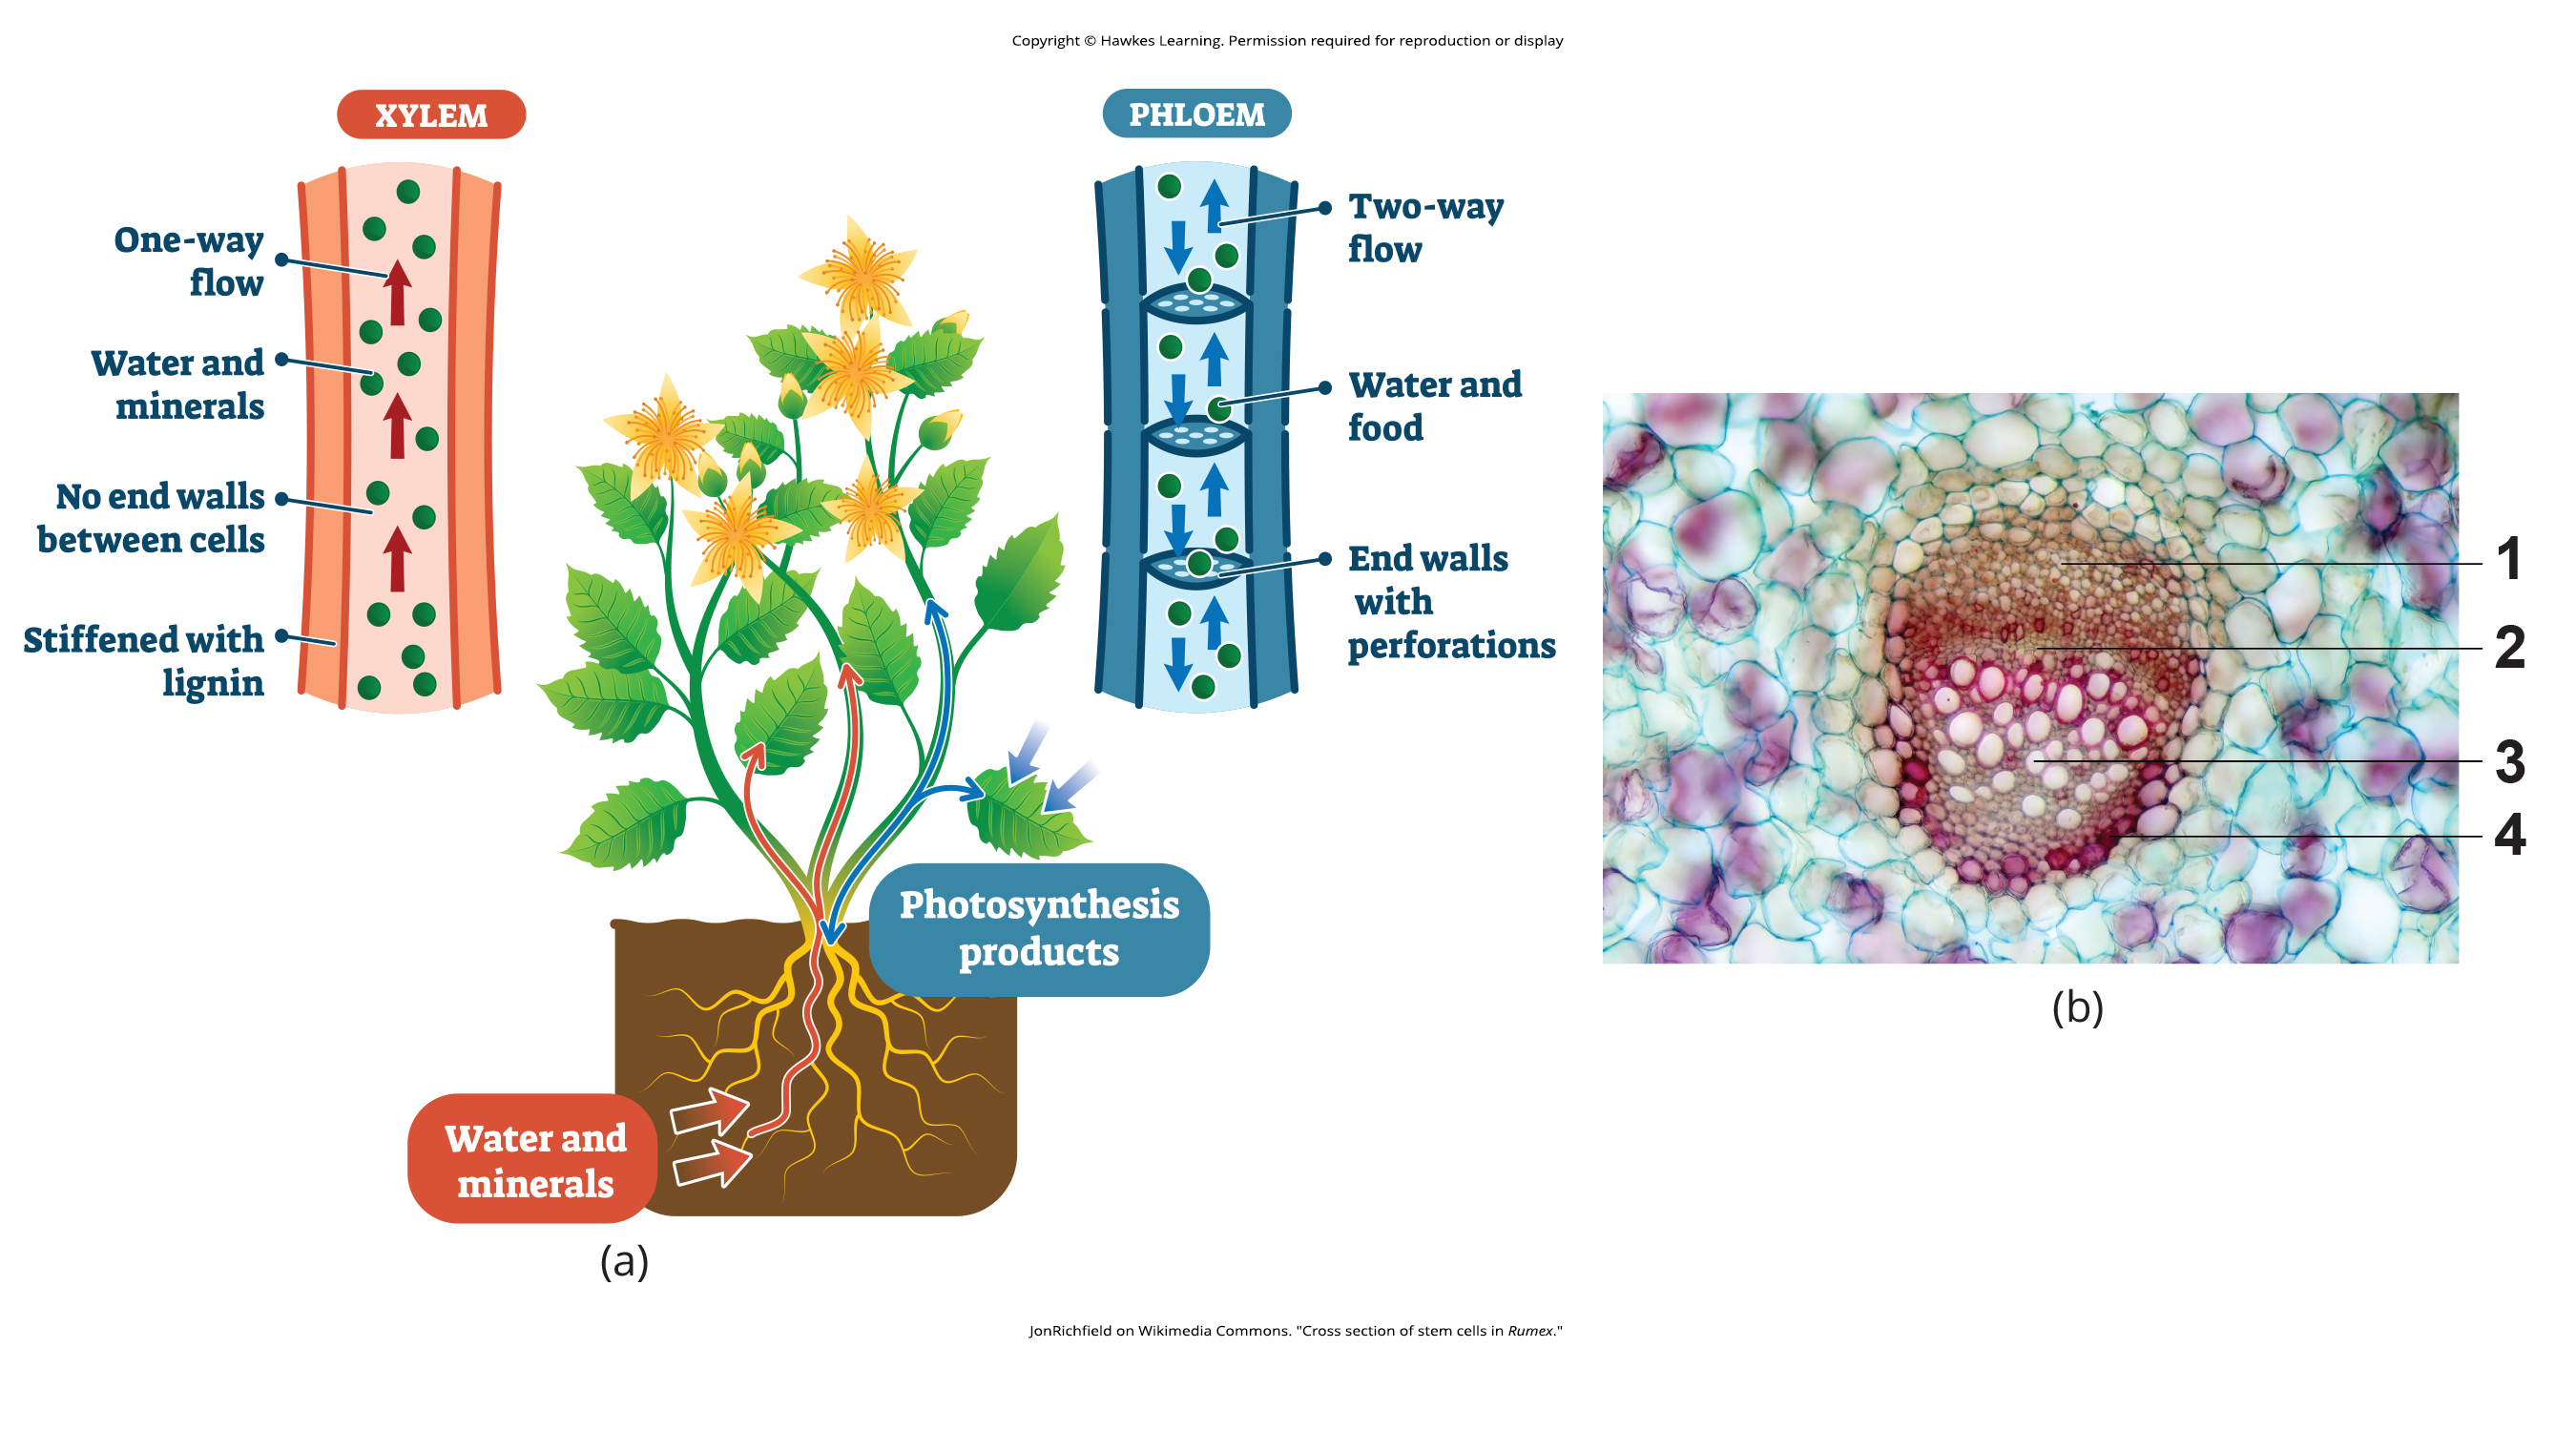 Copyright © Hawkes Learning. Permission required for reproduction or display
XYLEM
One-way
flow
Water and
minerals
No end walls
between cells
Stiffened with
lignin
PHLOEM
Two-way
flow
Water and
food
End walls
with
perforations
Photosynthesis
products
Water and
minerals
(a)
1
2
3
4
(b)
JonRichfield on Wikimedia Commons. "Cross section of stem cells in Rumex."